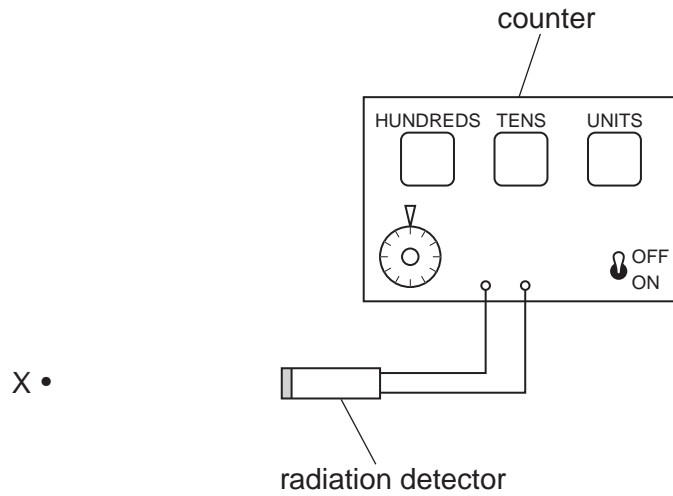 counter
HUNDREDS TENS UNITS
OFF
ON
X
radiation detector